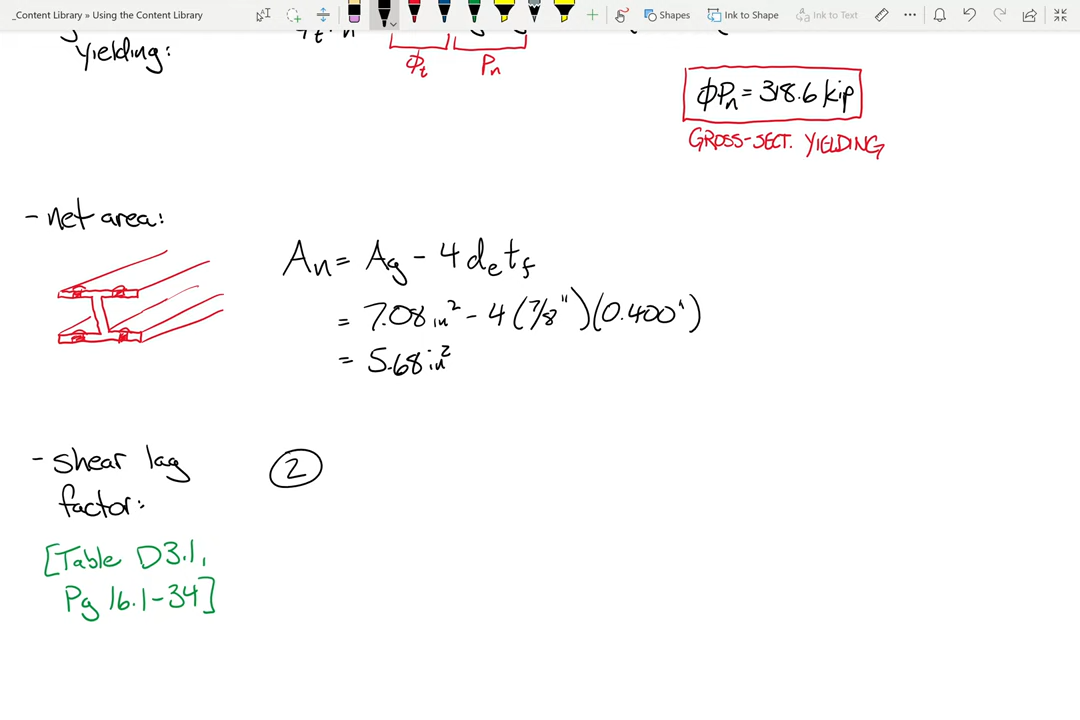 _Content Library » Using the Content Library
Shapes
Ink to Shape
Ink to Text
yielding:
ϕt
Pn
ϕPn = 318.6 kip
GROSS-SECT. YIELDING
- net area:
An = Ag - 4 de tf
= 7.08 in² - 4 (7/8")(0.400")
= 5.68 in²
- shear lag
factor:
2
[Table D3.1,
Pg 16.1-34]